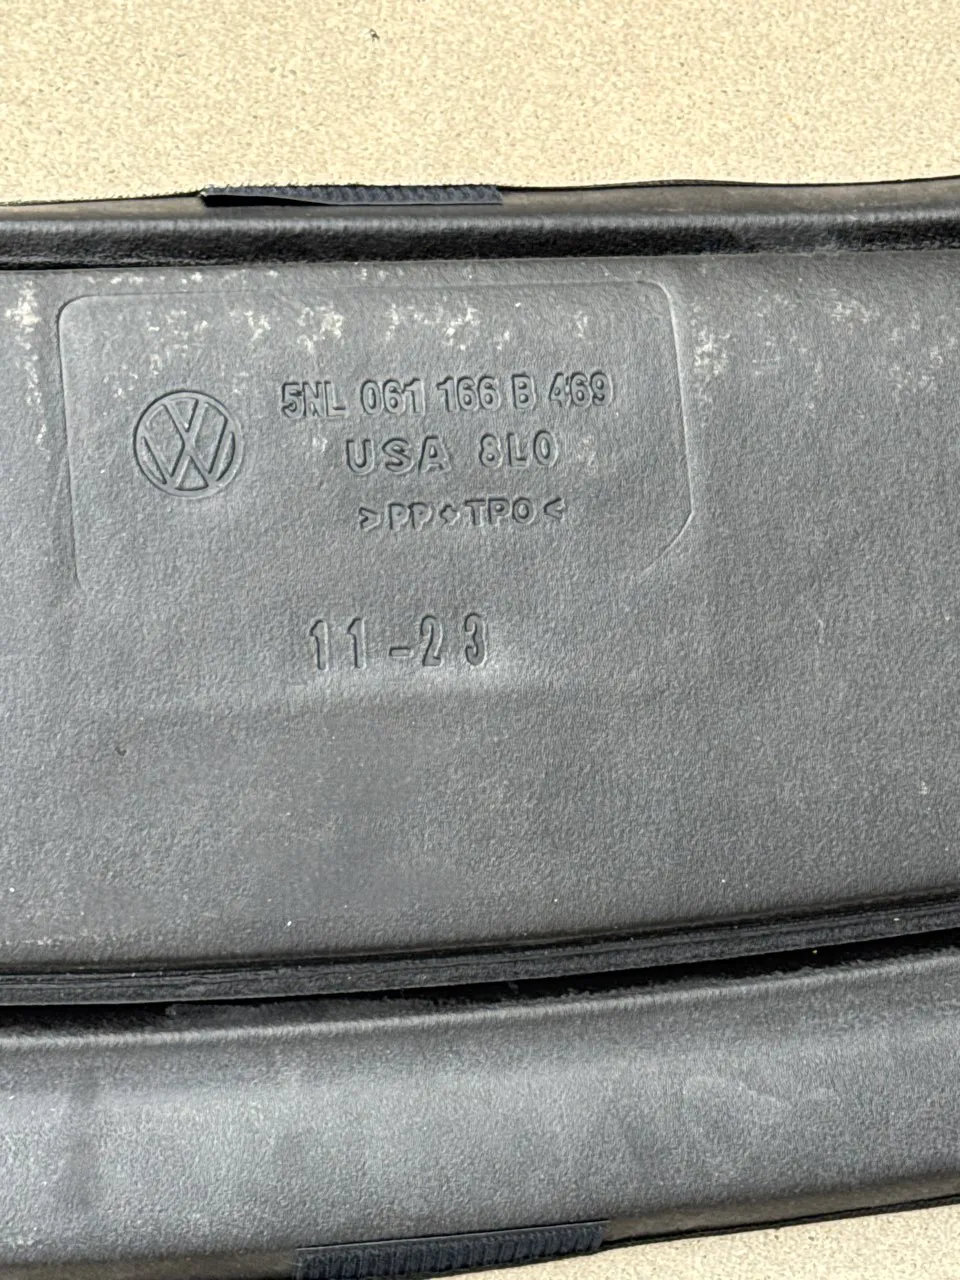 5NL 061 166 B 469
USA 8L0
>PP+TPO<
11-23